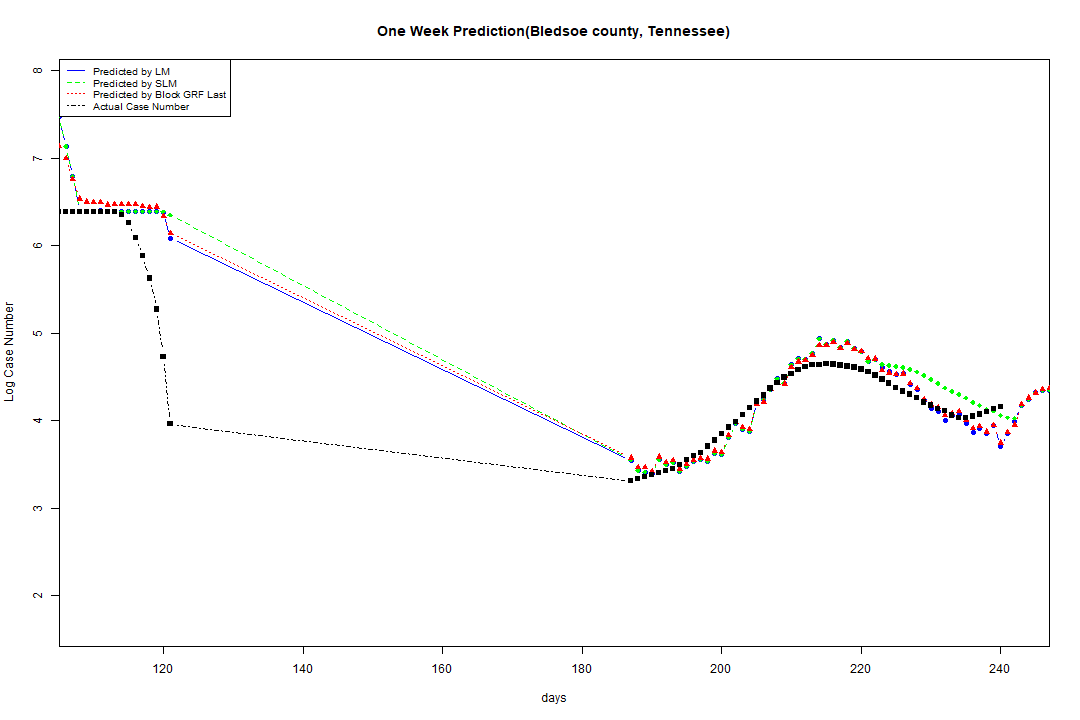 One Week Prediction(Bledsoe county, Tennessee)
Predicted by LM
Predicted by SLM
Predicted by Block GRF Last
Actual Case Number
8
7
6
5
4
3
2
Log Case Number
120
140
160
180
200
220
240
days